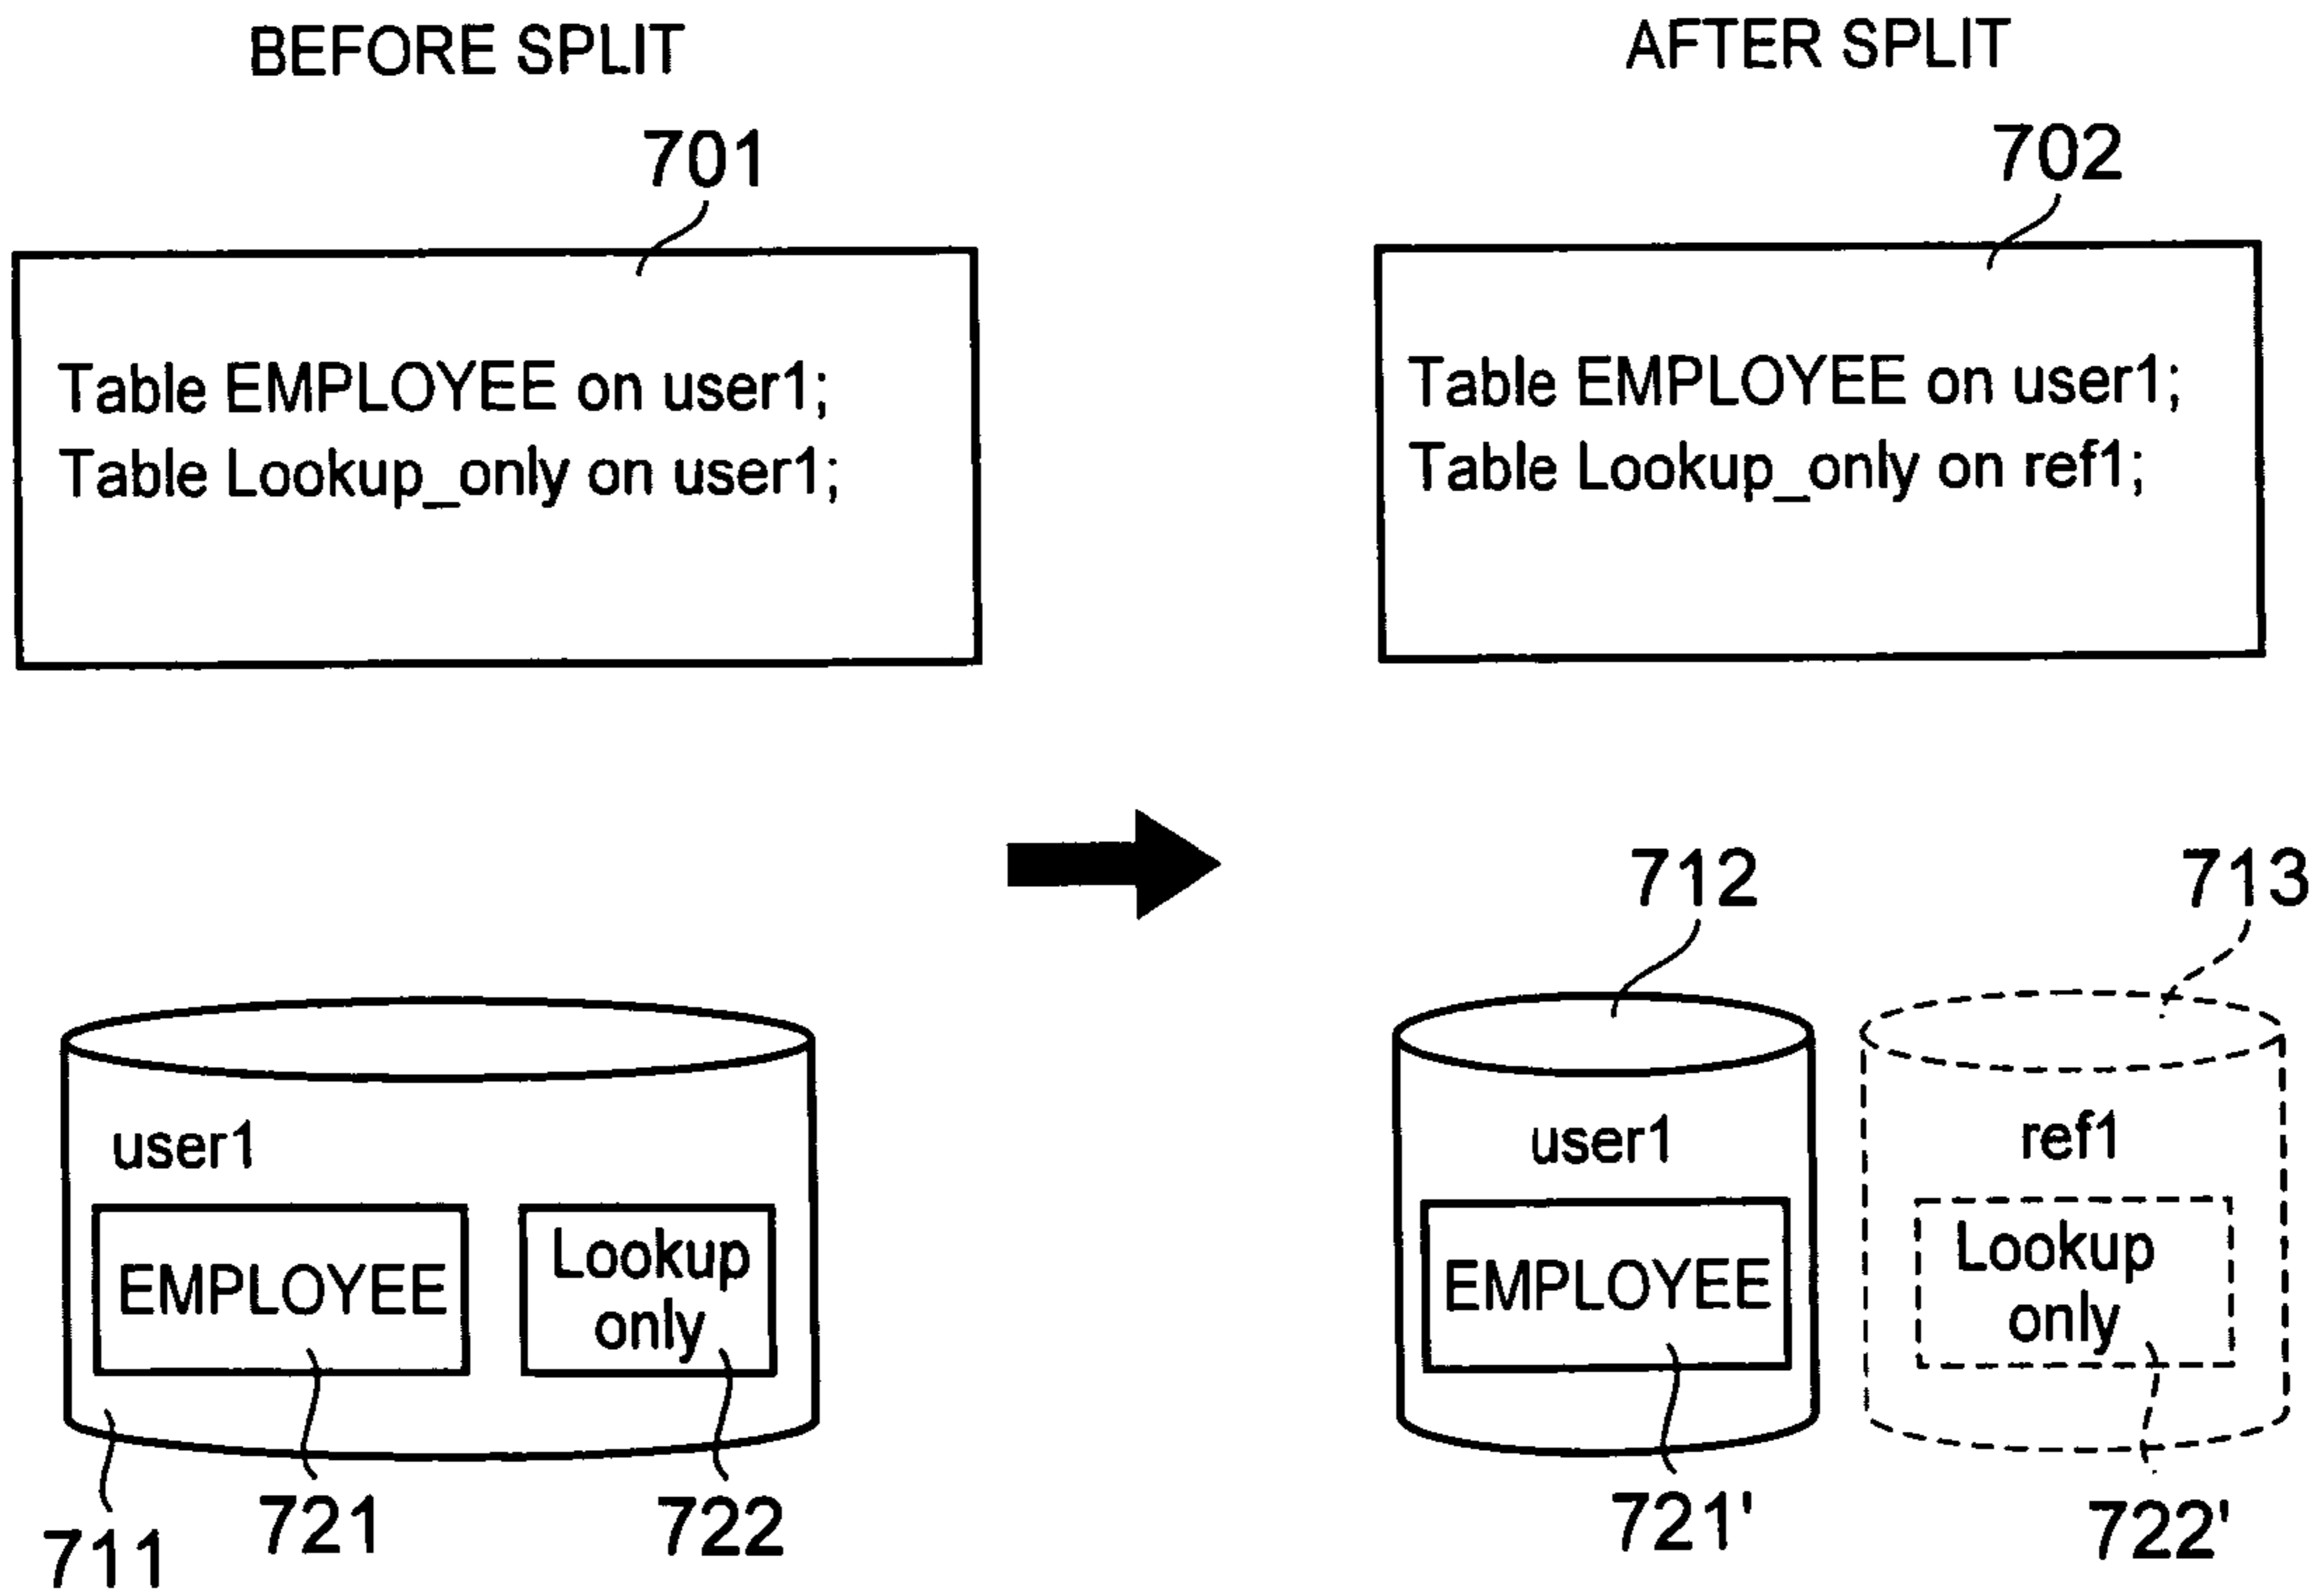 BEFORE SPLIT
AFTER SPLIT
701
702
Table EMPLOYEE on user1;
Table Lookup_only on user1;
Table EMPLOYEE on user1;
Table Lookup_only on ref1;
712
713
user1
EMPLOYEE
Lookup
only
user1
EMPLOYEE
ref1
Lookup
only
711
721
722
721'
722'